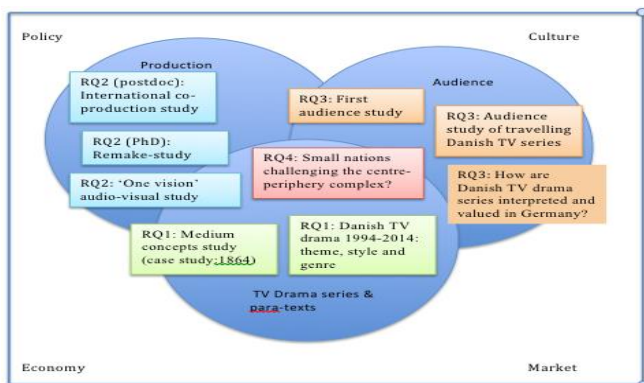 Policy
Culture
Production
Audience
RQ2 (postdoc):
International co-
production study
RQ2 (PhD):
Remake-study
RQ2: ‘One vision’
audio-visual study
RQ3: First
audience study
RQ3: Audience
study of travelling
Danish TV series
RQ4: Small nations
challenging the centre-
periphery complex?
RQ3: How are
Danish TV drama
series interpreted and
valued in Germany?
RQ1: Medium
concepts study
(case study;1864)
RQ1: Danish TV
drama 1994-2014:
theme, style and
genre
TV Drama series &
para-texts
Economy
Market